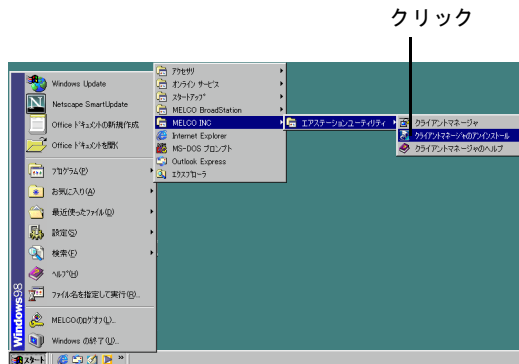 クリック
Windows Update
Netscape SmartUpdate
Office ドキュメントの新規作成
Office ドキュメントを開く
プログラム(P)
お気に入り(A)
最近使ったファイル(D)
設定(S)
検索(F)
ヘルプ(H)
ファイル名を指定して実行(R)...
MELCOのログオフ(L)...
Windows の終了(U)...
Windows98
スタート
アクセサリ
オンライン サービス
スタートアップ
MELCO BroadStation
MELCO INC
Internet Explorer
MS-DOS プロンプト
Outlook Express
エクスプローラ
エアステーションユーティリティ
クライアントマネージャ
クライアントマネージャのアンインストール
クライアントマネージャのヘルプ